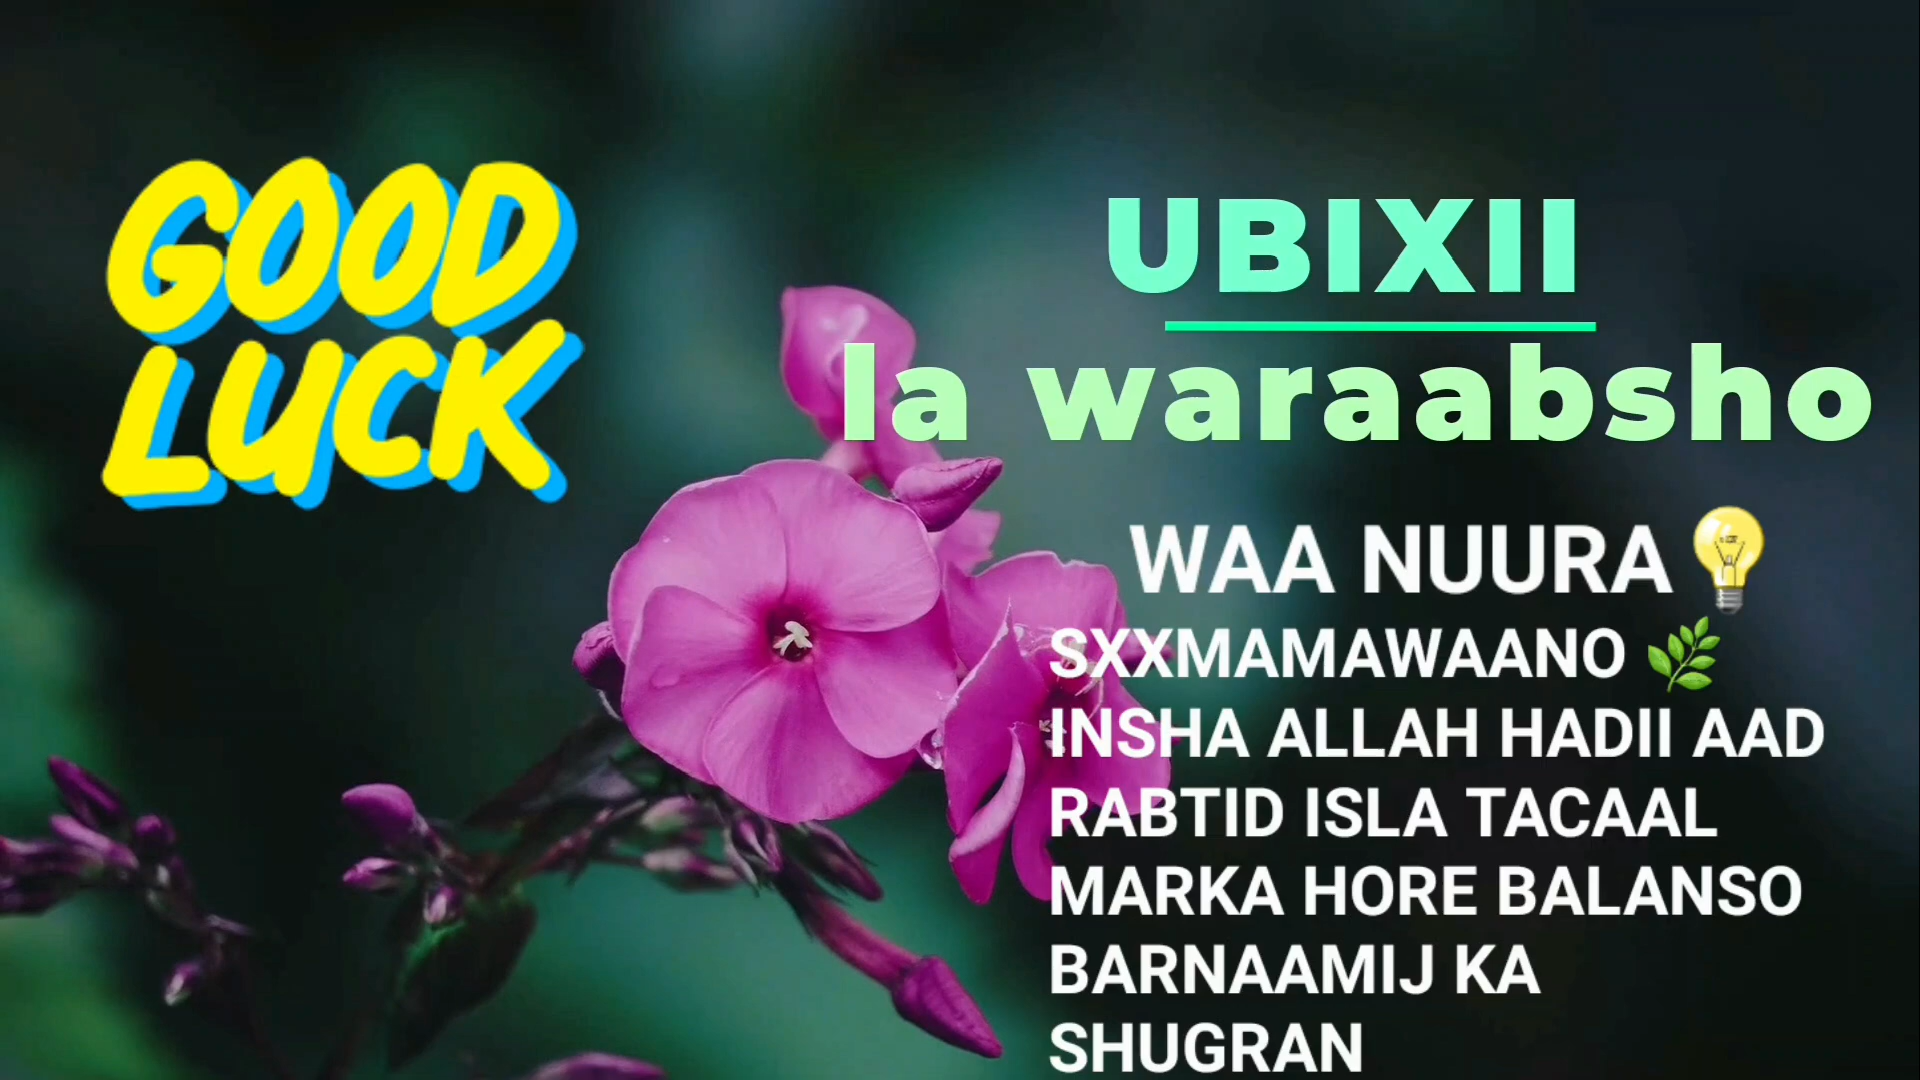 GOOD
LUCK
UBIXII
la waraabsho
WAA NUURA💡
SXXMAMAWAANO 🌿
INSHA ALLAH HADII AAD
RABTID ISLA TACAAL
MARKA HORE BALANSO
BARNAAMIJ KA
SHUGRAN